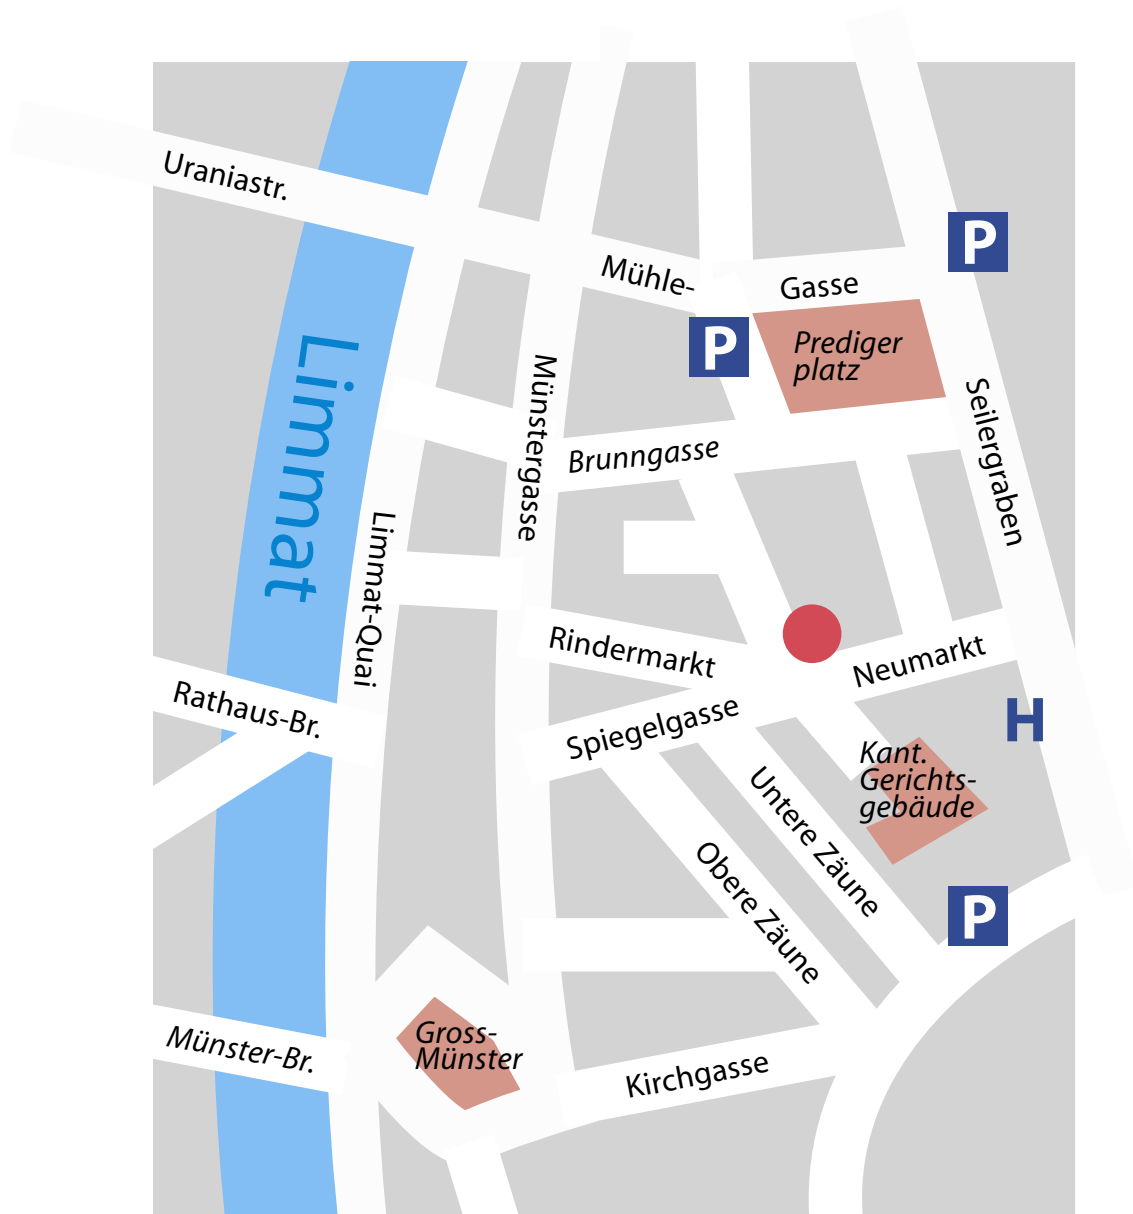 Uraniastr.
P
Mühle-
Gasse
P
Prediger
platz
Limmat
Münstergasse
Seilergraben
Brunngasse
Limmat-Quai
Rindermarkt
Neumarkt
Rathaus-Br.
Spiegelgasse
H
Kant.
Gerichts-
gebäude
Untere Zäune
Obere Zäune
P
Gross-
Münster
Münster-Br.
Kirchgasse